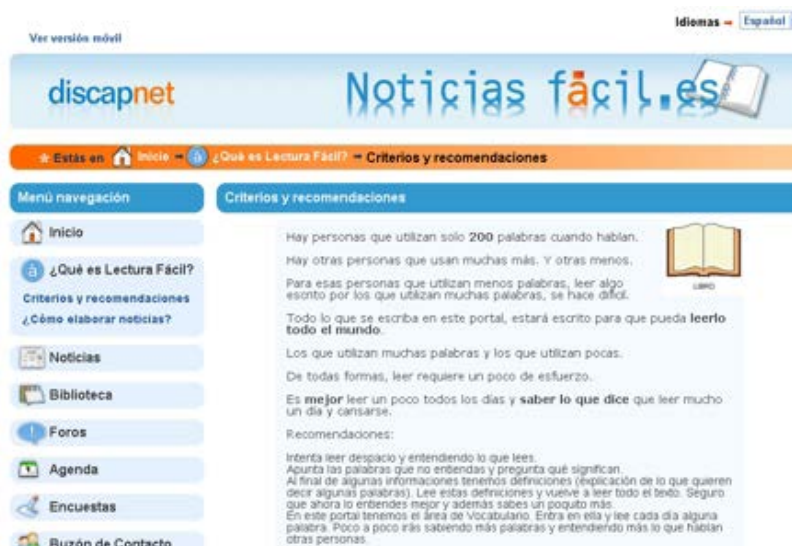 Idiomas
Español
Ver versión móvil
discapnet
Noticias fácil.es
Estás en Inicio ¿Qué es Lectura Fácil? Criterios y recomendaciones
Menú navegación
Inicio
¿Qué es Lectura Fácil?
Criterios y recomendaciones
¿Cómo elaborar noticias?
Noticias
Biblioteca
Foros
Agenda
Encuestas
Buzón de Contacto
Criterios y recomendaciones
LIBRO
Hay personas que utilizan solo 200 palabras cuando hablan.
Hay otras personas que usan muchas más. Y otras menos.
Para esas personas que utilizan menos palabras, leer algo
escrito por los que utilizan muchas palabras, se hace difícil.
Todo lo que se escriba en este portal, estará escrito para que pueda leerlo
todo el mundo.
Los que utilizan muchas palabras y los que utilizan pocas.
De todas formas, leer requiere un poco de esfuerzo.
Es mejor leer un poco todos los días y saber lo que dice que leer mucho
un día y cansarse.
Recomendaciones:
Intenta leer despacio y entendiendo lo que lees.
Apunta las palabras que no entiendas y pregunta qué significan.
Al final de algunas informaciones tenemos definiciones (explicación de lo que quieren
decir algunas palabras). Lee estas definiciones y vuelve a leer todo el texto. Seguro
que ahora lo entiendes mejor y además sabes un poquito más.
En este portal tenemos el área de Vocabulario. Entra en ella y lee cada día alguna
palabra. Poco a poco irás sabiendo más palabras y entendiendo más lo que hablan
otras personas.